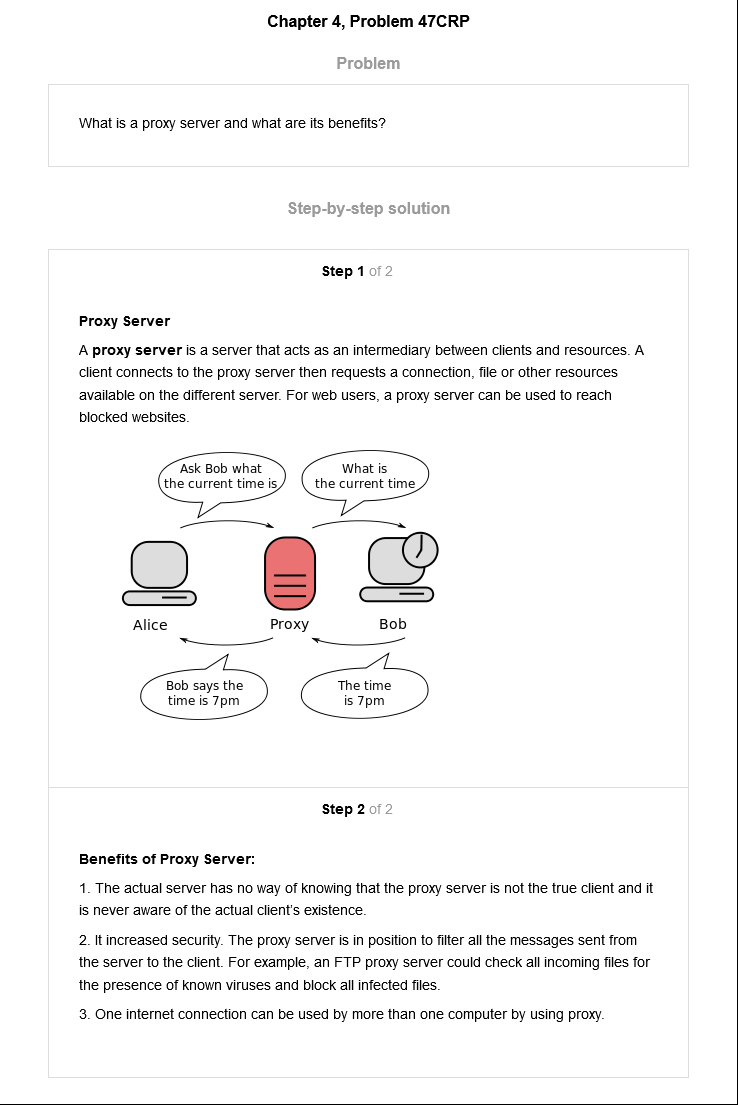 Chapter 4, Problem 47CRP
Problem
What is a proxy server and what are its benefits?
Step-by-step solution
Step 1 of 2
Proxy Server
A proxy server is a server that acts as an intermediary between clients and resources. A
client connects to the proxy server then requests a connection, file or other resources
available on the different server. For web users, a proxy server can be used to reach
blocked websites.
Ask Bob what
the current time is
What is
the current time
Alice
Proxy
Bob
Bob says the
time is 7pm
The time
is 7pm
Step 2 of 2
Benefits of Proxy Server:
1. The actual server has no way of knowing that the proxy server is not the true client and it
is never aware of the actual client's existence.
2. It increased security. The proxy server is in position to filter all the messages sent from
the server to the client. For example, an FTP proxy server could check all incoming files for
the presence of known viruses and block all infected files.
3. One internet connection can be used by more than one computer by using proxy.